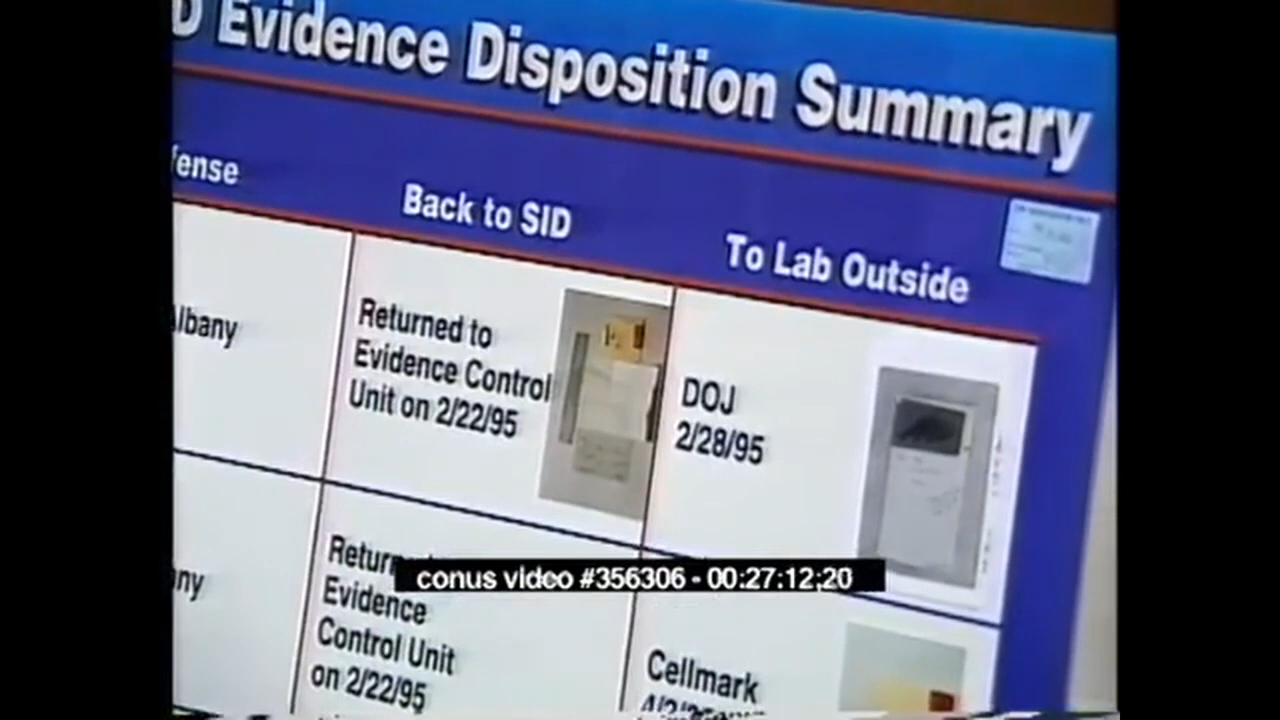 D Evidence Disposition Summary
fense
Back to SID
To Lab Outside
Albany
Returned to
Evidence Control
Unit on 2/22/95
DOJ
2/28/95
ny
Evidence
Control Unit
on 2/22/95
Cellmark
conus video #356306 - 00:27:12;20